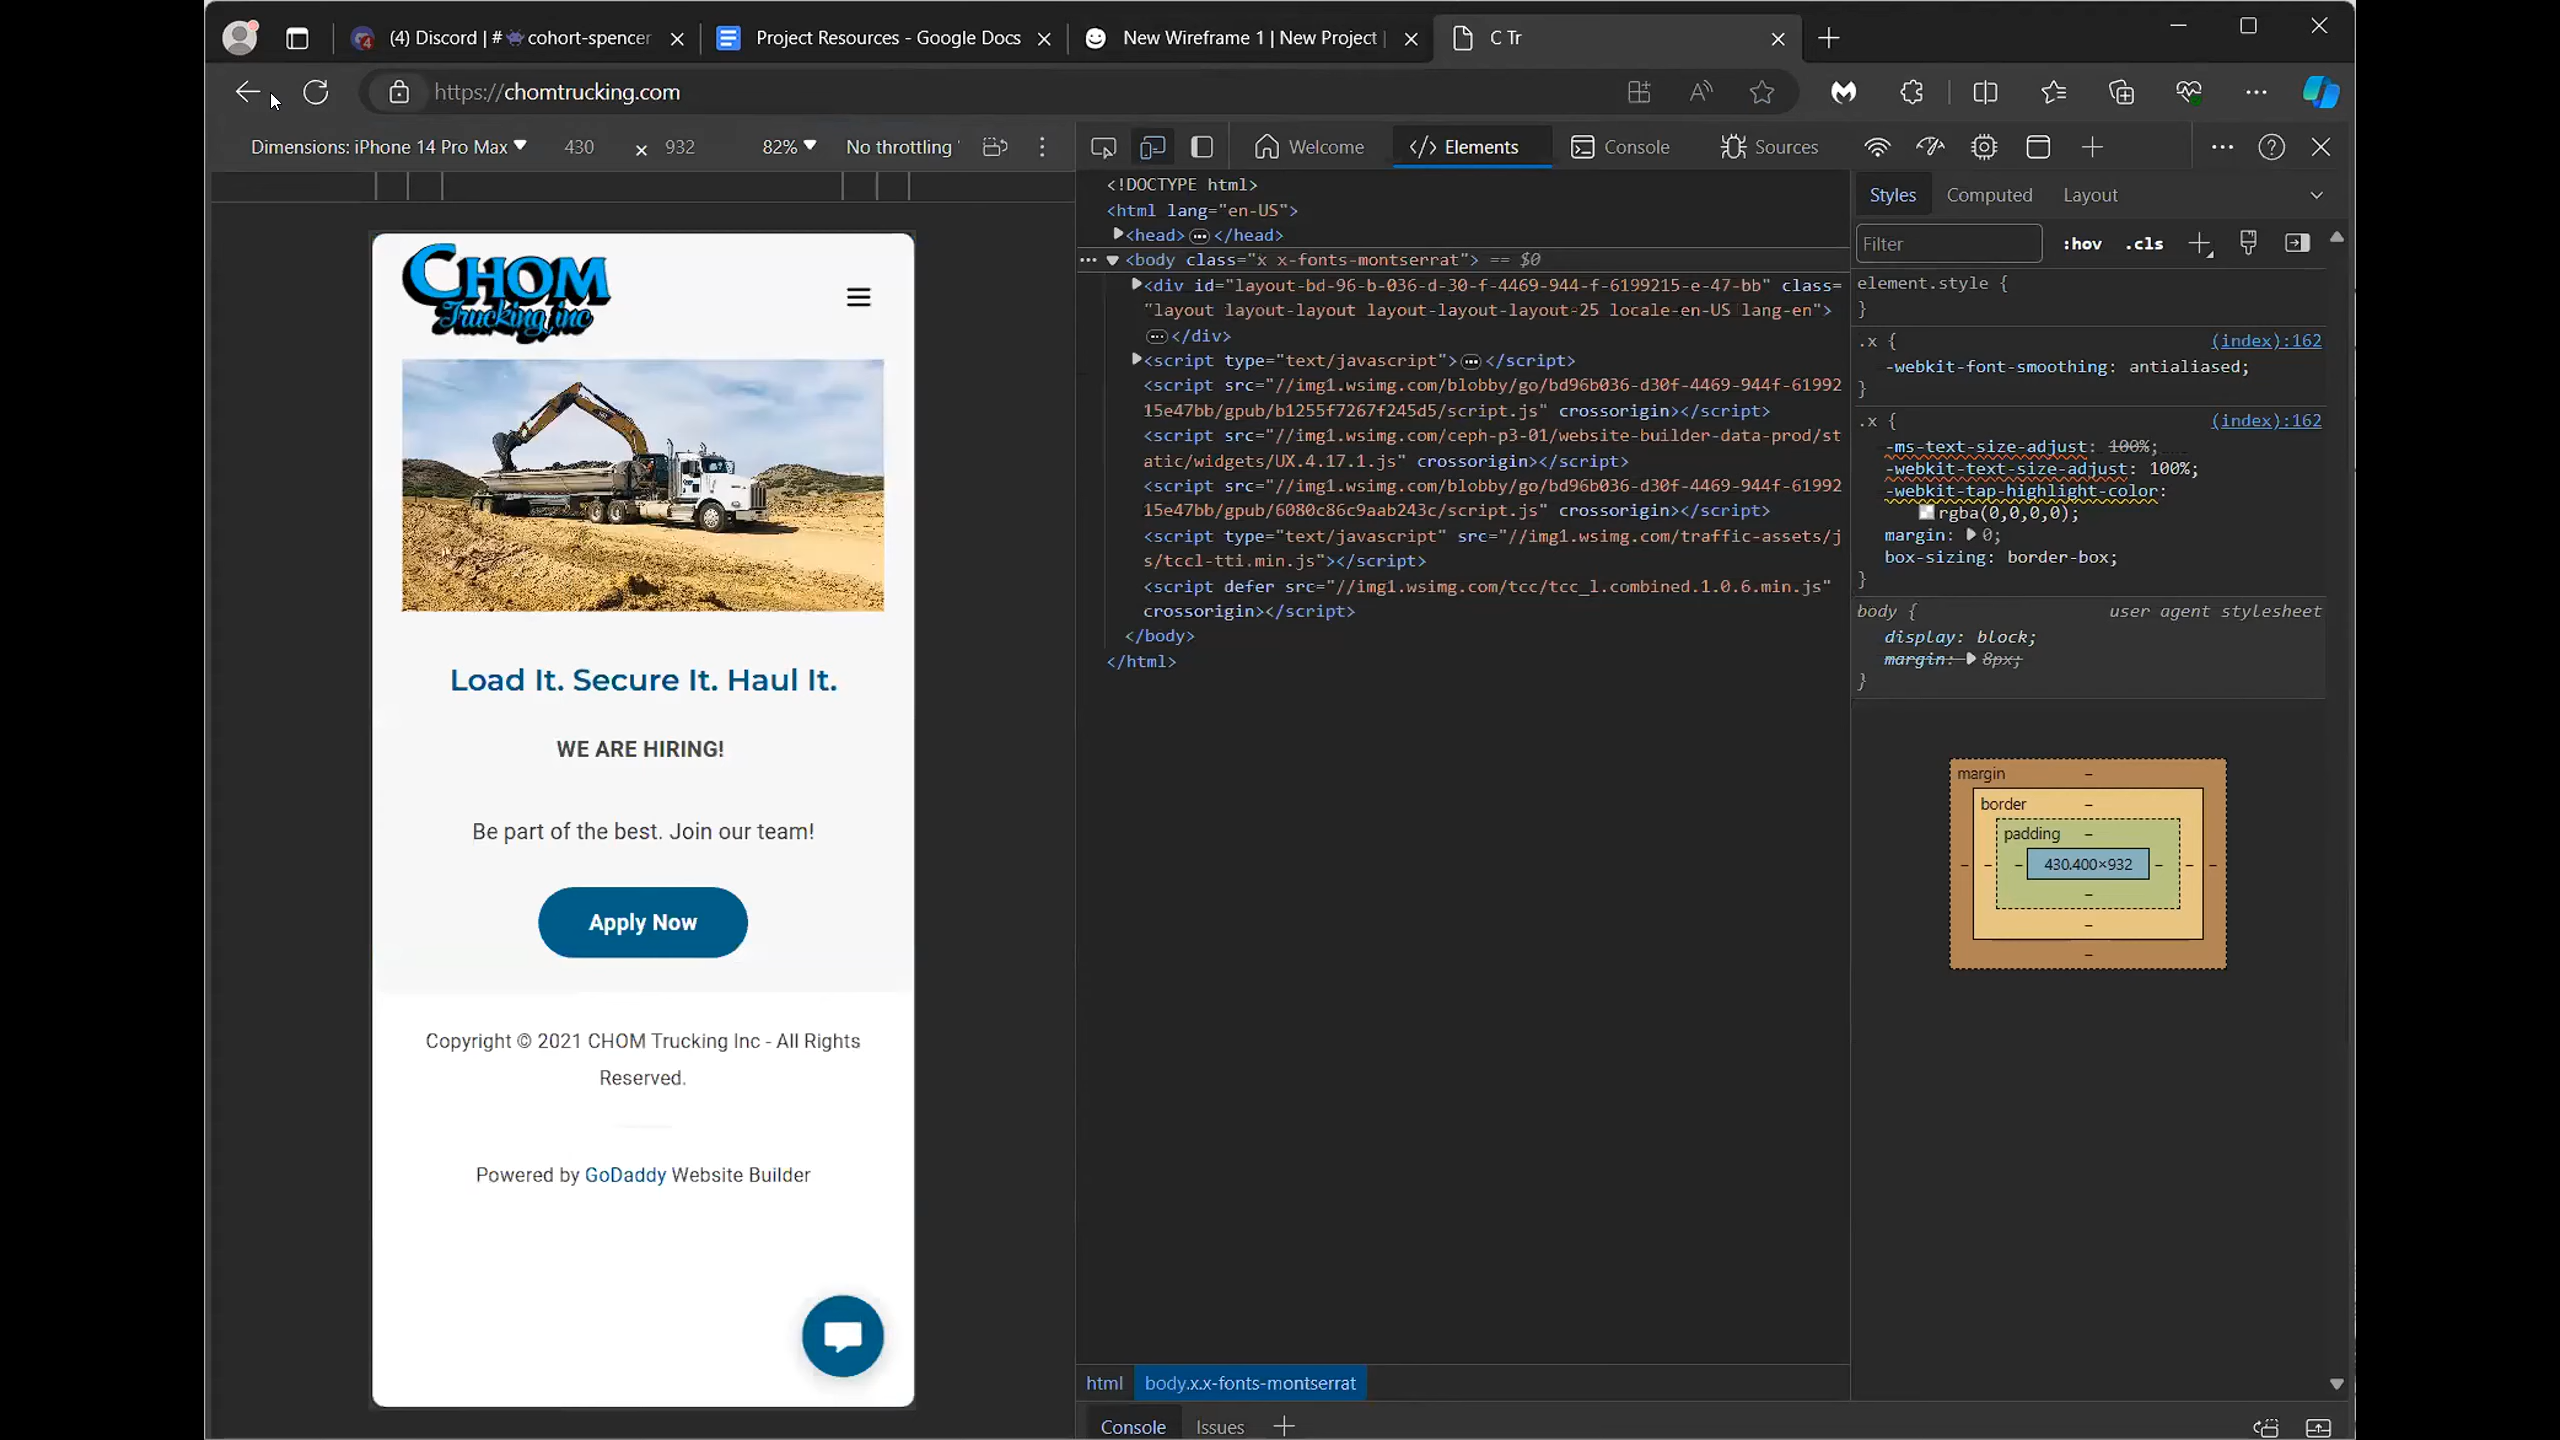 (4) Discord | #👾cohort-spencer
Project Resources - Google Docs
New Wireframe 1 | New Project |
C Tr
https://chomtrucking.com
Dimensions: iPhone 14 Pro Max
430 x 932
82%
No throttling
Welcome
Elements
Console
Sources
CHOM
Trucking, inc
Load It. Secure It. Haul It.
WE ARE HIRING!
Be part of the best. Join our team!
Apply Now
Copyright © 2021 CHOM Trucking Inc - All Rights
Reserved.
Powered by GoDaddy Website Builder
<!DOCTYPE html>
<html lang="en-US">
<head> … </head>
<body class="x x-fonts-montserrat"> == $0
<div id="layout-bd-96-b-036-d-30-f-4469-944-f-6199215-e-47-bb" class=
"layout layout-layout layout-layout-layout-25 locale-en-US lang-en">
… </div>
<script type="text/javascript"> … </script>
<script src="//img1.wsimg.com/blobby/go/bd96b036-d30f-4469-944f-61992
15e47bb/gpub/b1255f7267f245d5/script.js" crossorigin></script>
<script src="//img1.wsimg.com/ceph-p3-01/website-builder-data-prod/st
atic/widgets/UX.4.17.1.js" crossorigin></script>
<script src="//img1.wsimg.com/blobby/go/bd96b036-d30f-4469-944f-61992
15e47bb/gpub/6080c86c9aab243c/script.js" crossorigin></script>
<script type="text/javascript" src="//img1.wsimg.com/traffic-assets/j
s/tccl-tti.min.js"></script>
<script defer src="//img1.wsimg.com/tcc/tcc_l.combined.1.0.6.min.js"
crossorigin></script>
</body>
</html>
html
body.x.x-fonts-montserrat
Console
Issues
Styles
Computed
Layout
Filter
:hov
.cls
element.style {
}
.x {
(index):162
-webkit-font-smoothing: antialiased;
}
.x {
(index):162
-ms-text-size-adjust: 100%;
-webkit-text-size-adjust: 100%;
-webkit-tap-highlight-color:
rgba(0,0,0,0);
margin: 0;
box-sizing: border-box;
}
body {
user agent stylesheet
display: block;
margin: 8px;
}
margin –
border –
padding –
– – – 430.400×932 – – –
–
–
–